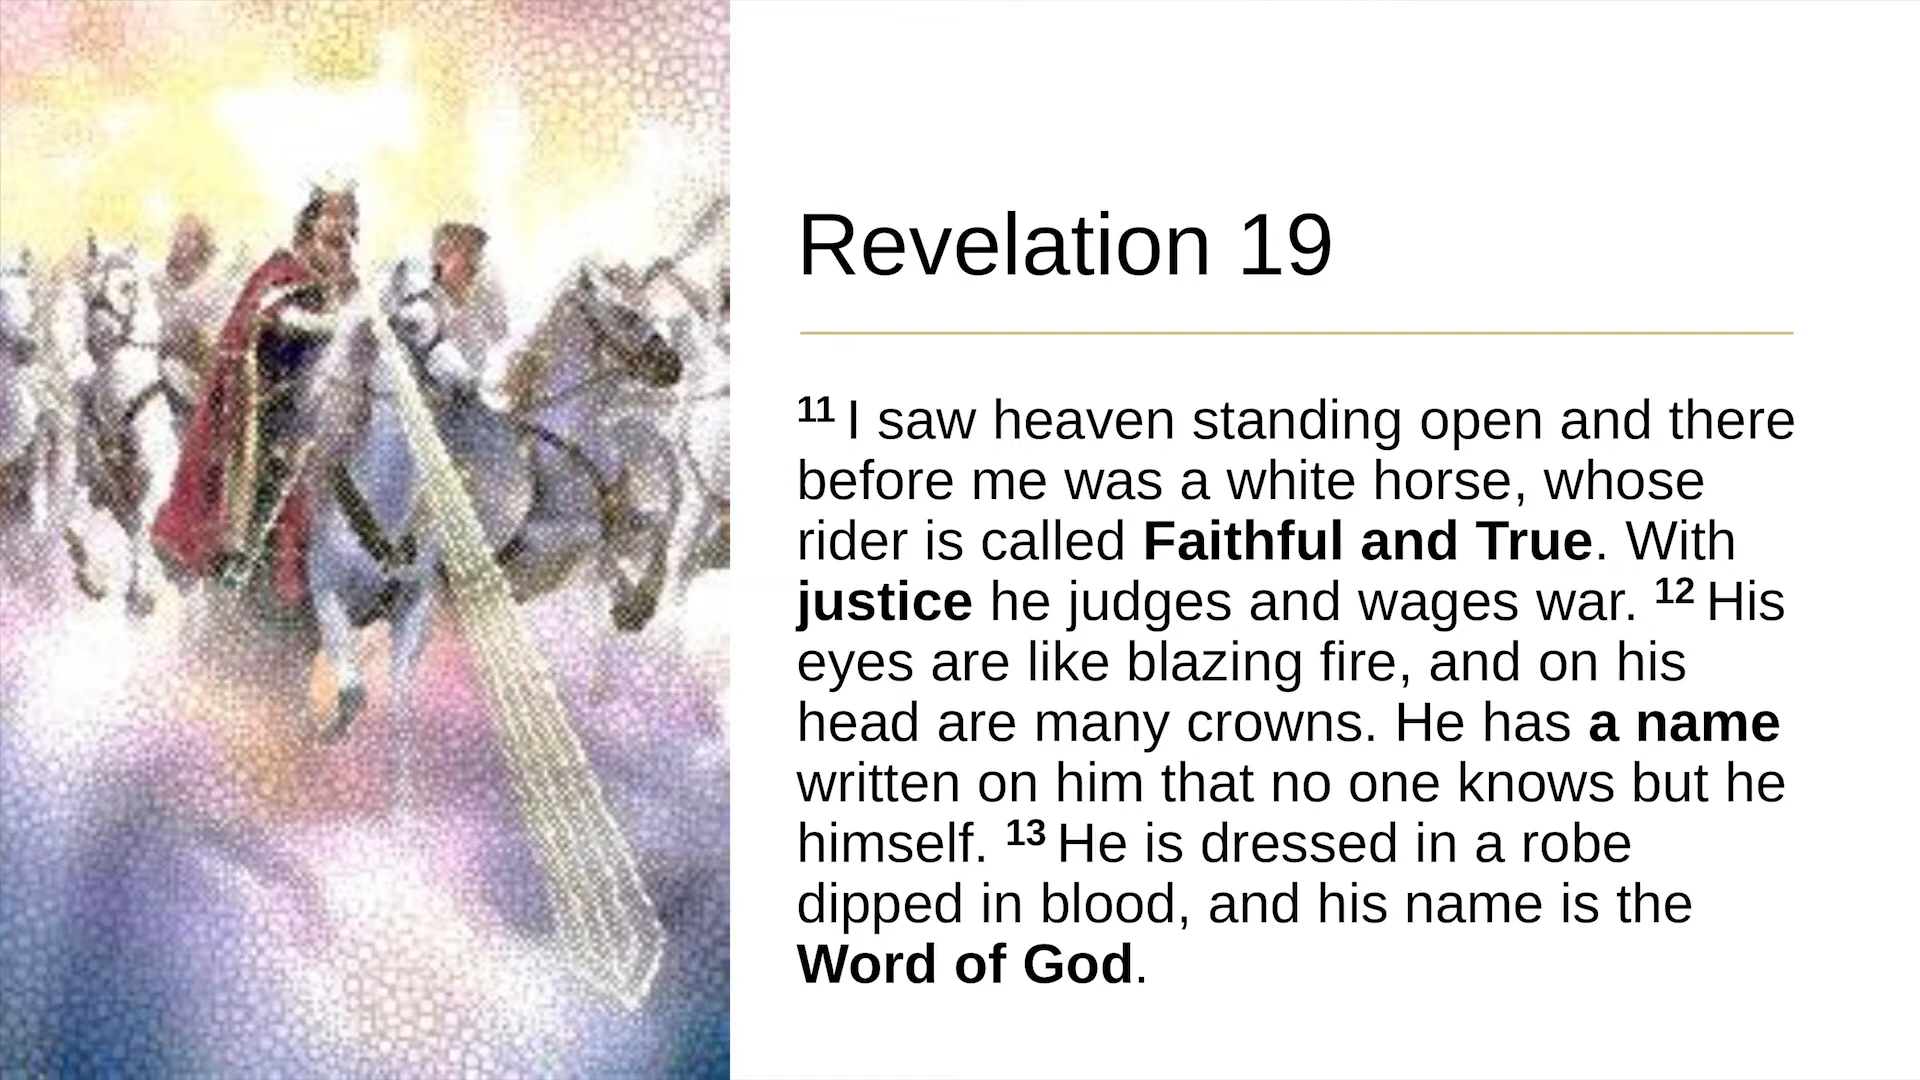 Revelation 19
11 I saw heaven standing open and there
before me was a white horse, whose
rider is called Faithful and True. With
justice he judges and wages war. 12 His
eyes are like blazing fire, and on his
head are many crowns. He has a name
written on him that no one knows but he
himself. 13 He is dressed in a robe
dipped in blood, and his name is the
Word of God.